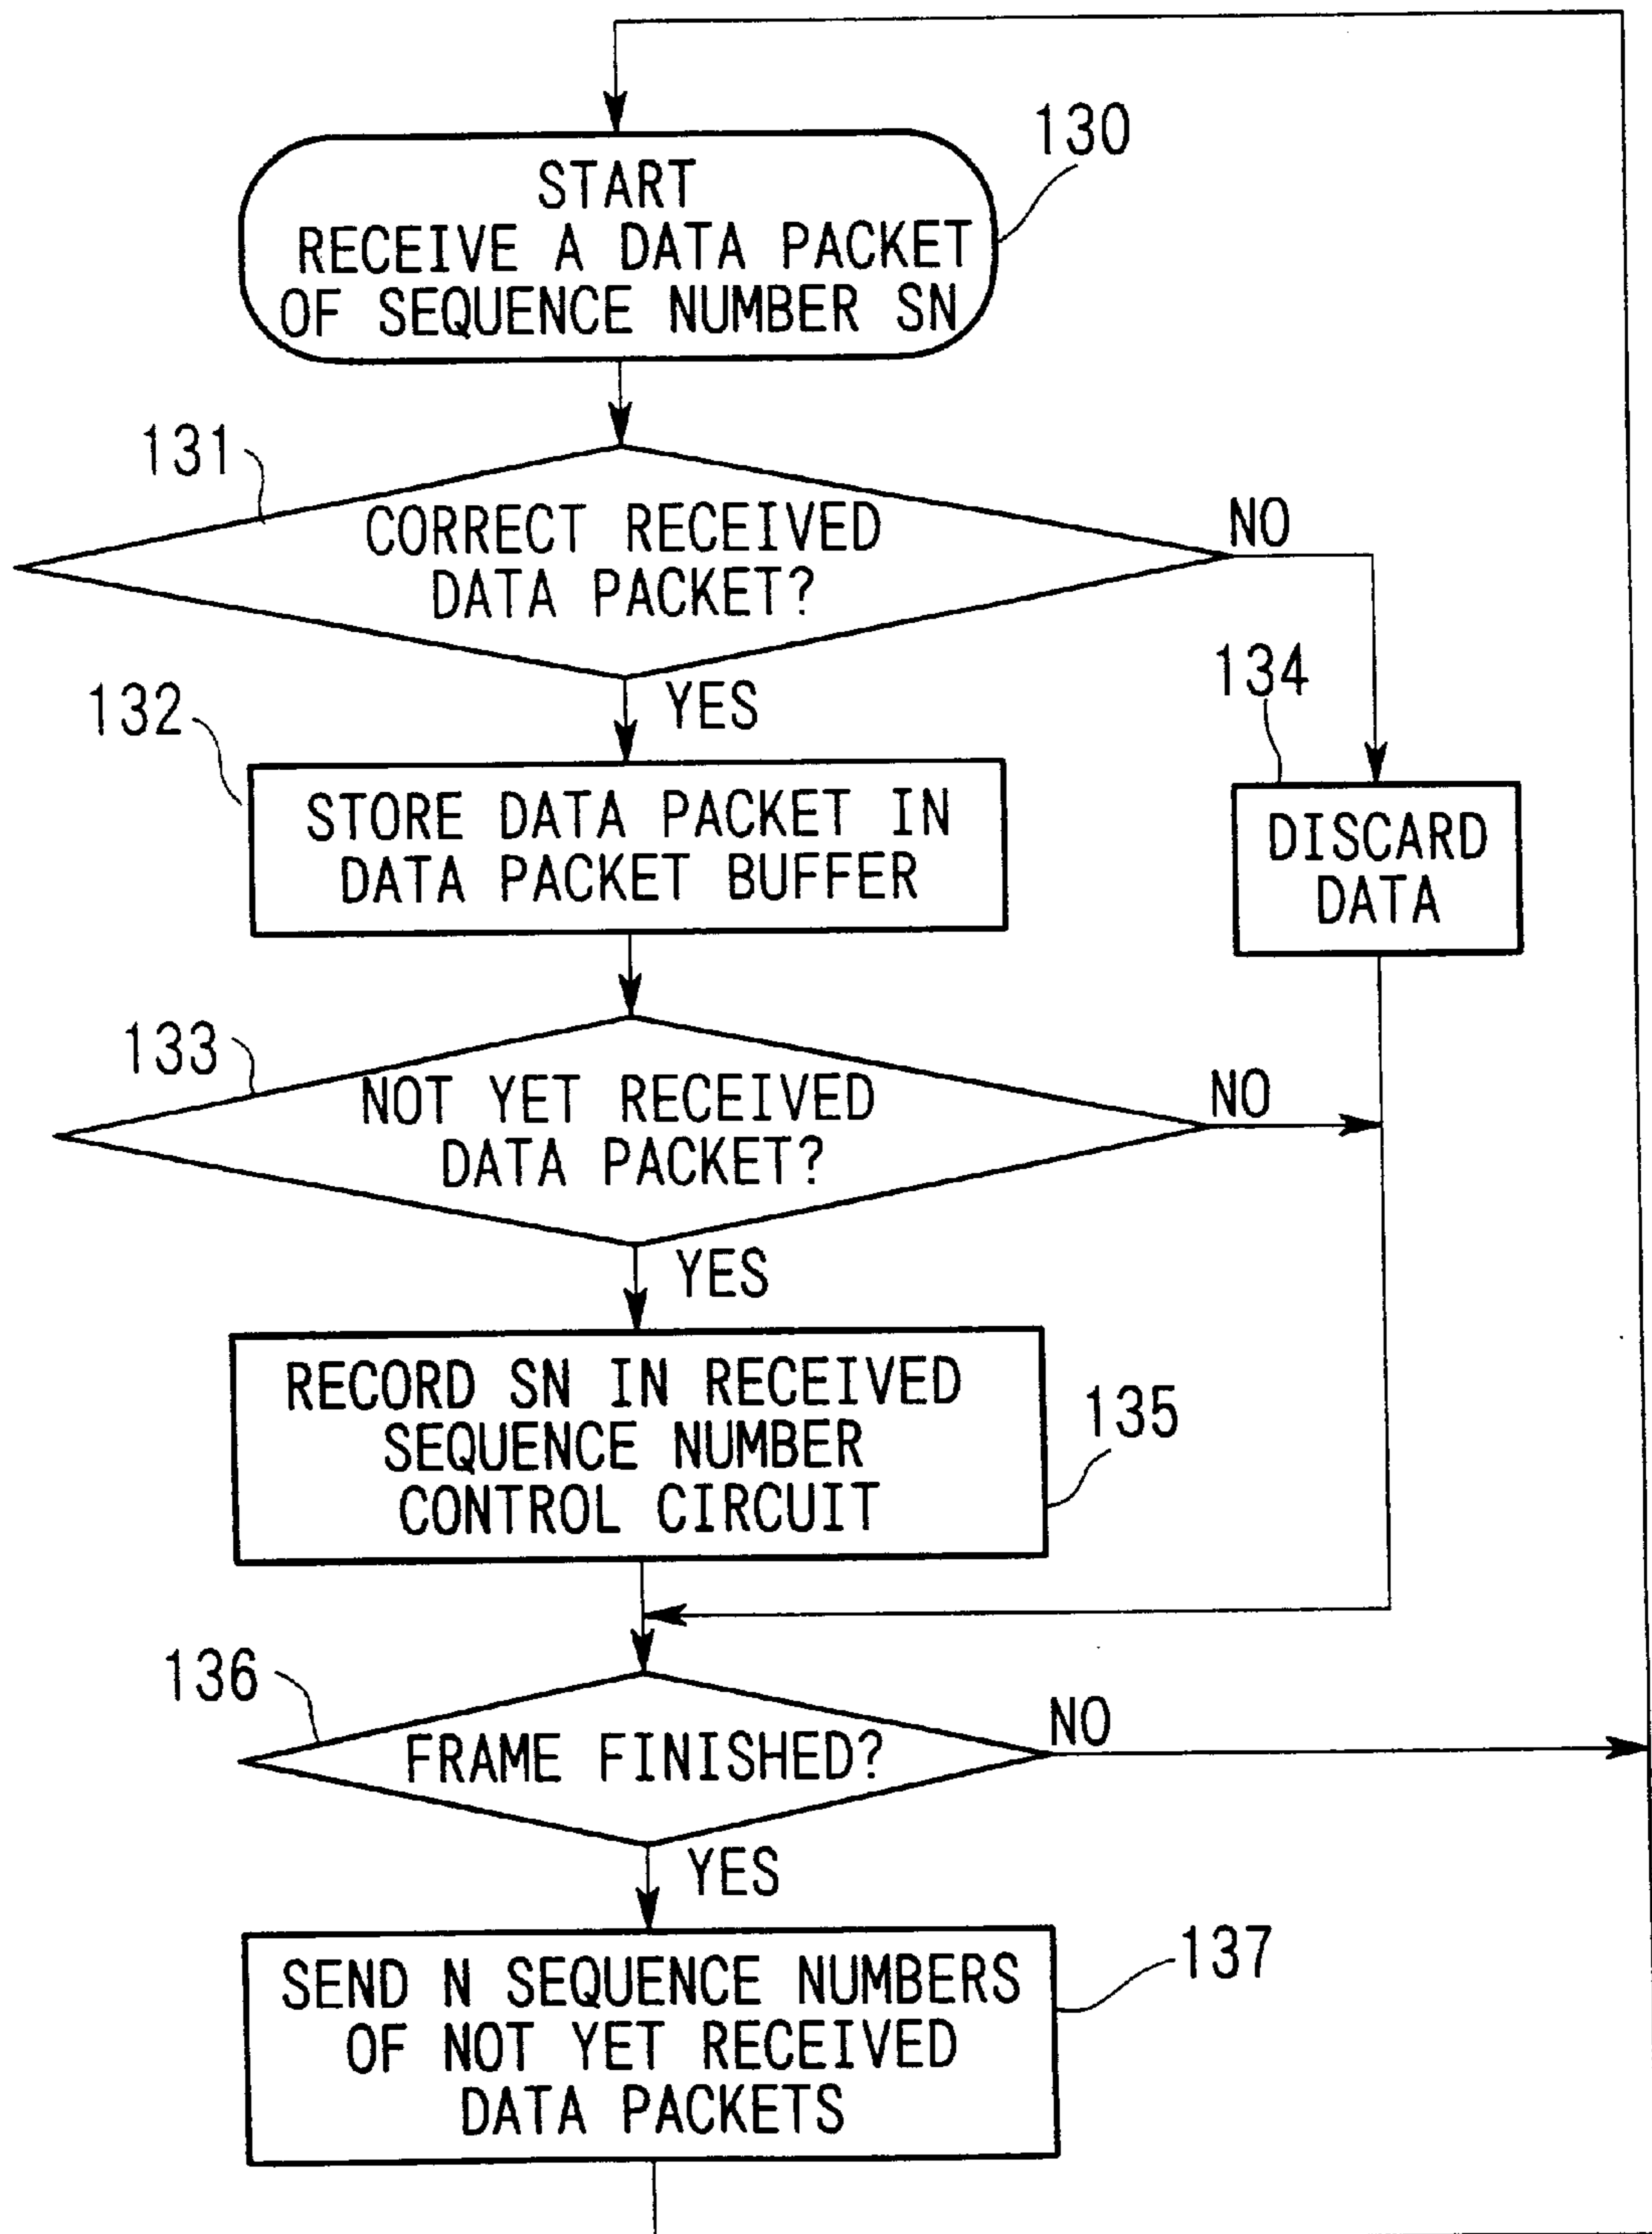 130
START
RECEIVE A DATA PACKET
OF SEQUENCE NUMBER SN
131
CORRECT RECEIVED
DATA PACKET?
NO
YES
132
STORE DATA PACKET IN
DATA PACKET BUFFER
134
DISCARD
DATA
133
NOT YET RECEIVED
DATA PACKET?
NO
YES
RECORD SN IN RECEIVED
SEQUENCE NUMBER
CONTROL CIRCUIT
135
136
FRAME FINISHED?
NO
YES
SEND N SEQUENCE NUMBERS
OF NOT YET RECEIVED
DATA PACKETS
137